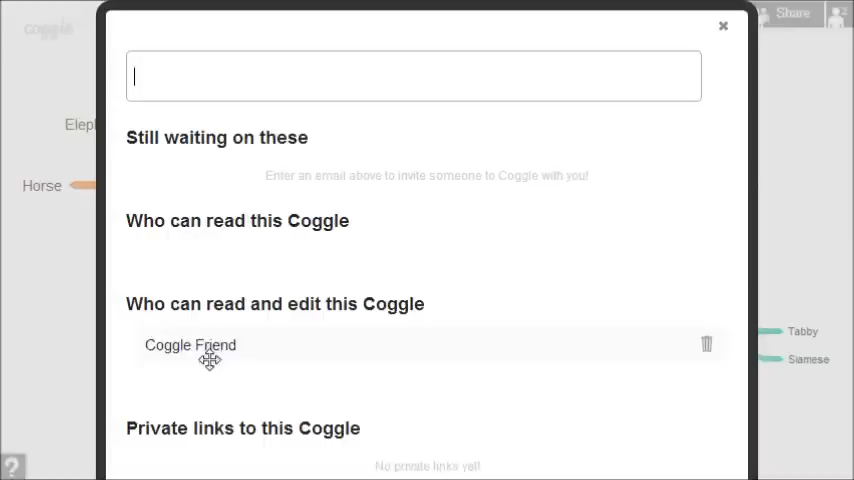 coggle
Share
Elep
Horse
Still waiting on these
Enter an email above to invite someone to Coggle with you!
Who can read this Coggle
Who can read and edit this Coggle
Coggle Friend
Tabby
Siamese
Private links to this Coggle
No private links yet!
?